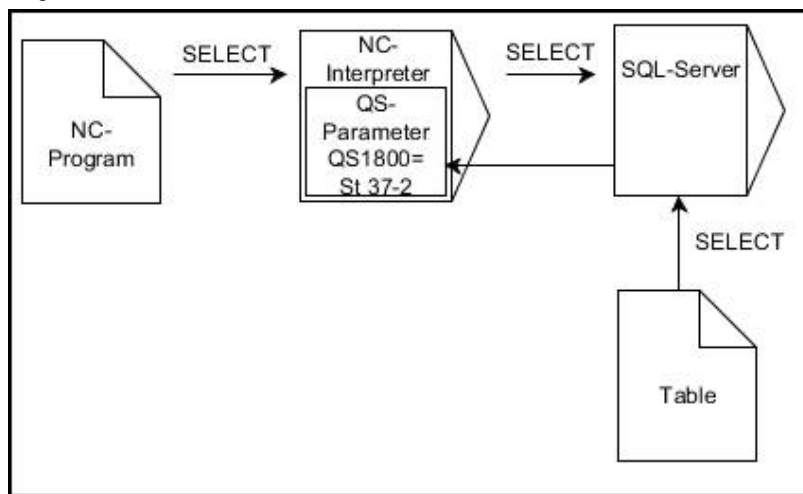 NC-
Program
SELECT
NC-
Interpreter
QS-
Parameter
QS1800=
St 37-2
SELECT
SQL-Server
SELECT
Table